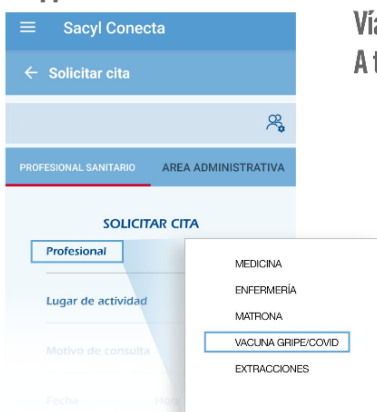 Sacyl Conecta
Solicitar cita
PROFESIONAL SANITARIO
AREA ADMINISTRATIVA
SOLICITAR CITA
Profesional
Lugar de actividad
Motivo de consulta
Fecha
MEDICINA
ENFERMERÍA
MATRONA
VACUNA GRIPE/COVID
EXTRACCIONES